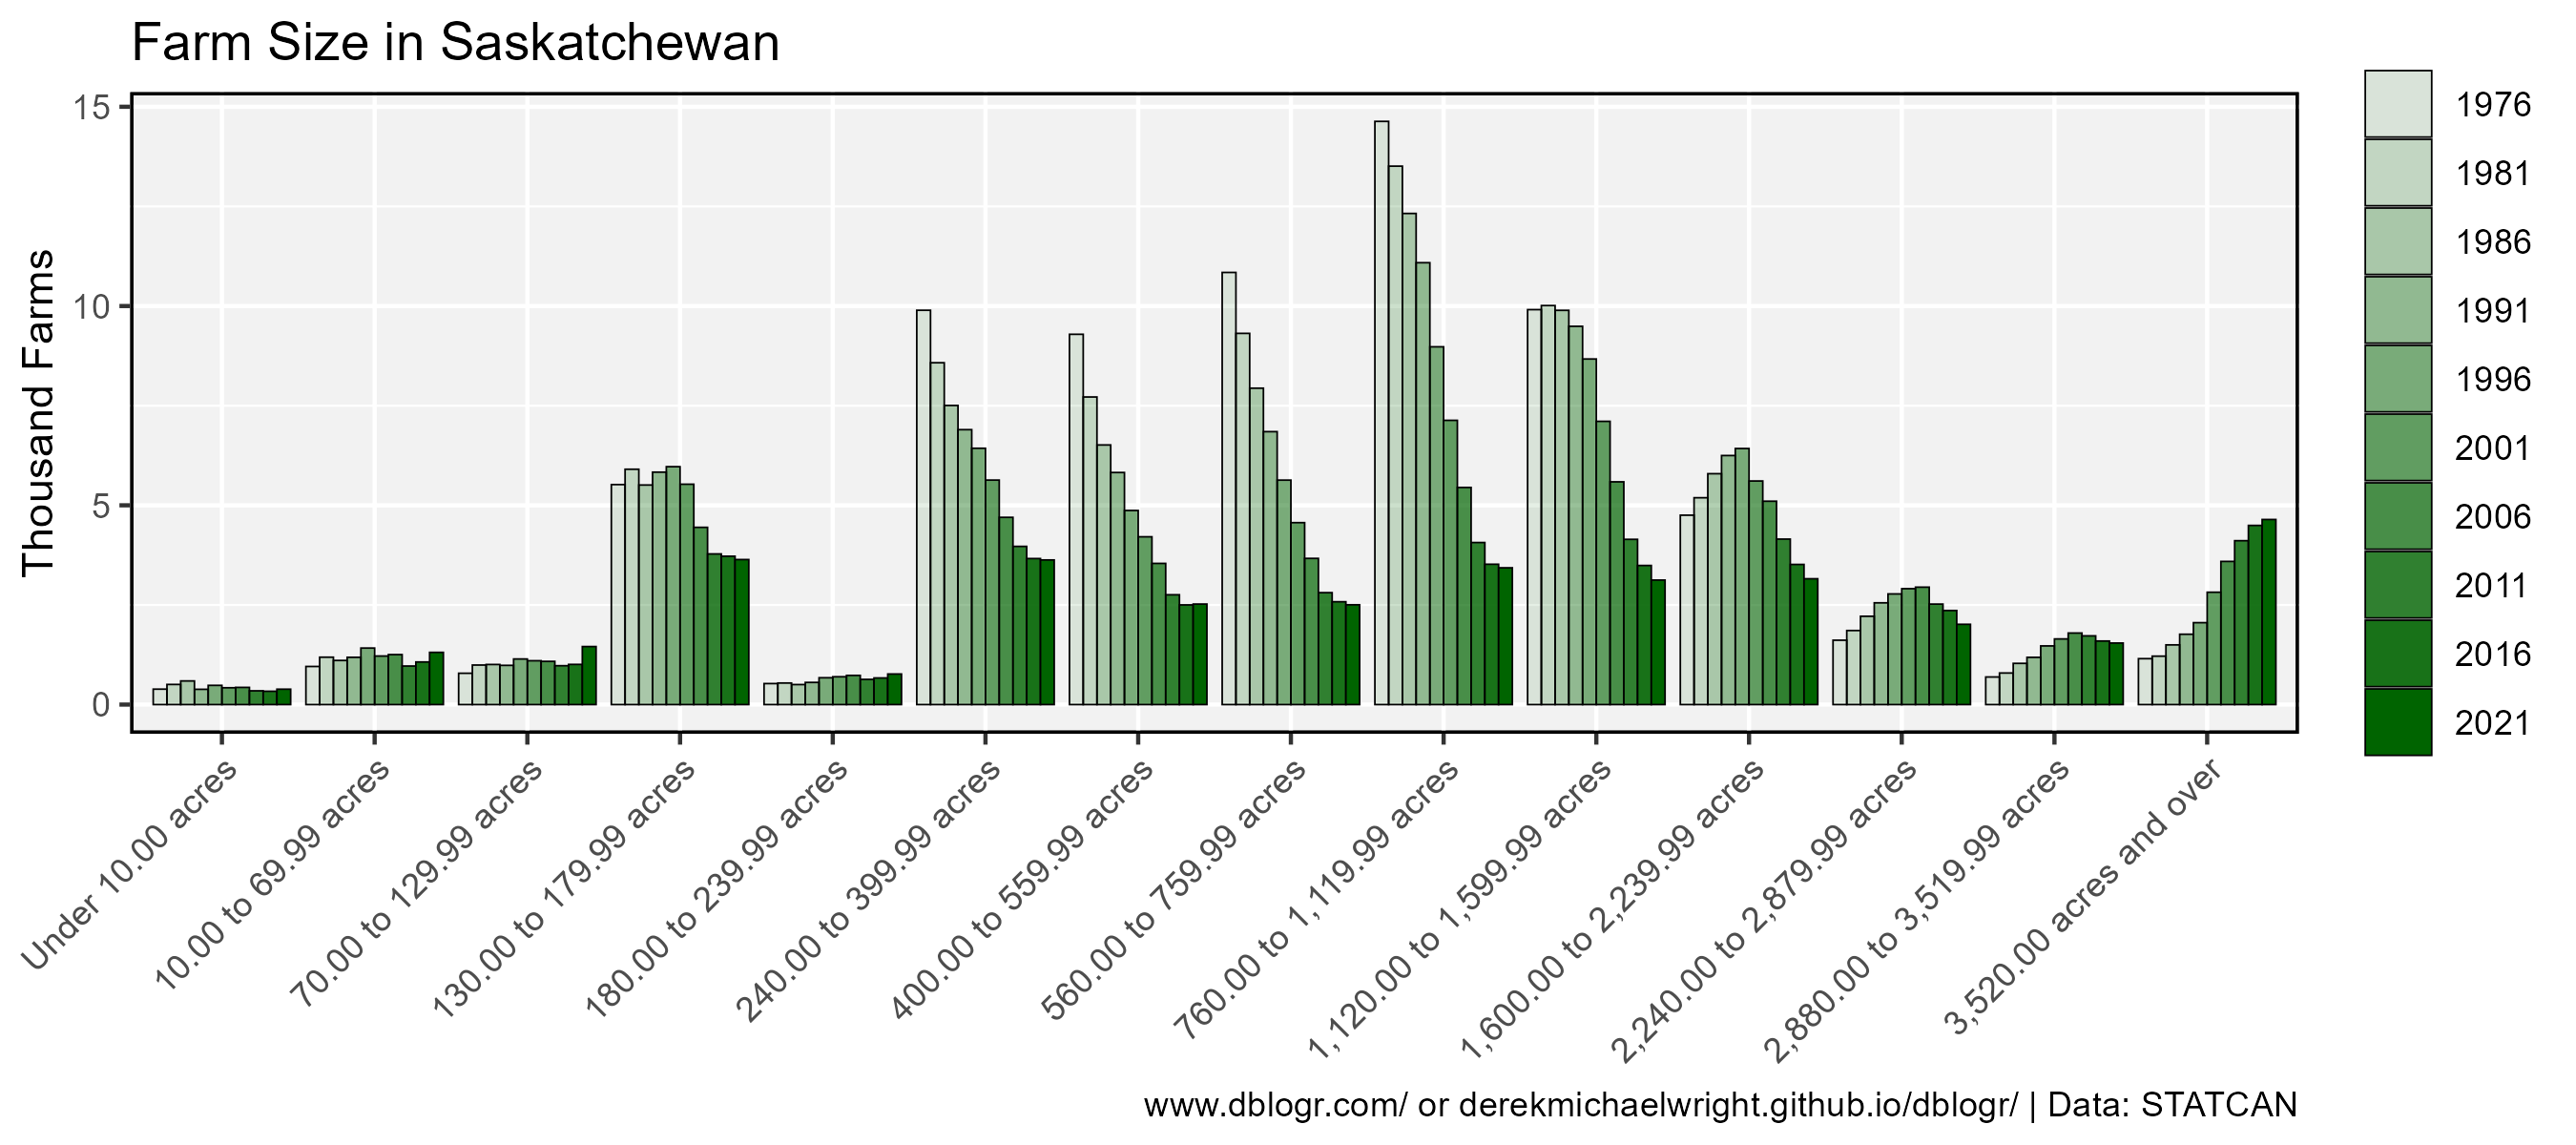 Farm Size in Saskatchewan
Thousand Farms
15
10
5
0
Under 10.00 acres
10.00 to 69.99 acres
70.00 to 129.99 acres
130.00 to 179.99 acres
180.00 to 239.999 acres
240.00 to 399.99 acres
400.00 to 559.99 acres
560.00 to 759.99 acres
760.00 to 1,119.99 acres
1,120.00 to 1,599.99 acres
1,600.00 to 2,239.99 acres
2,240.00 to 2,879.99 acres
2,880.00 to 3,519.99 acres
3,520.00 acres and over
1976
1981
1986
1991
1996
2001
2006
2011
2016
2021
www.dblogr.com/ or derekmichaelwright.github.io/dblogr/ | Data: STATCAN